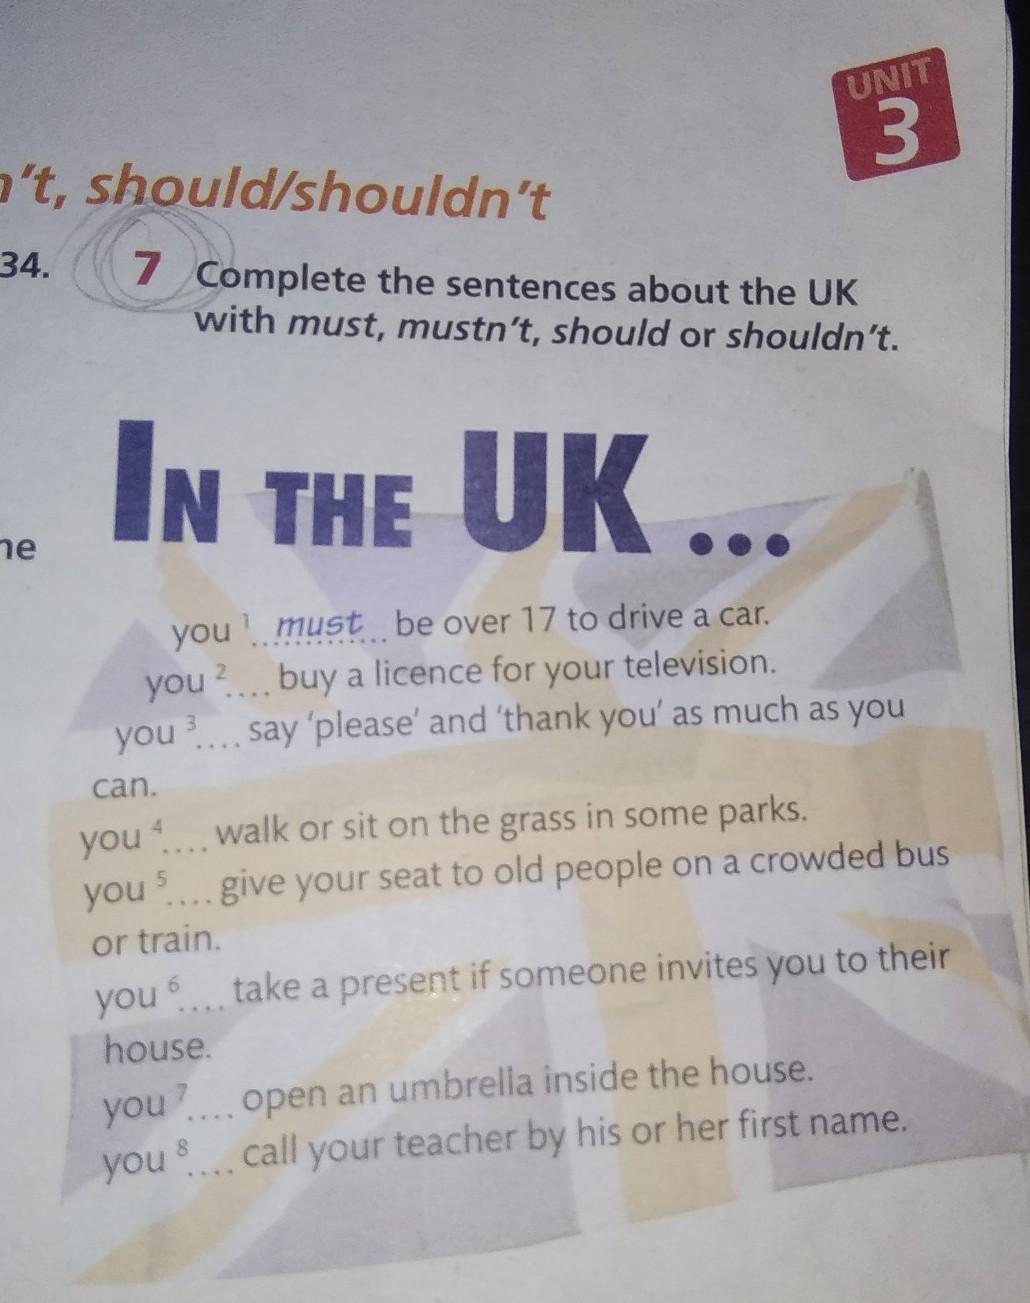 UNIT
3
n't, should/shouldn't
34.
7 Complete the sentences about the UK
with must, mustn't, should or shouldn't.
IN THE UK ...
you ¹..must... be over 17 to drive a car.
you ².... buy a licence for your television.
you ³.... say 'please' and 'thank you' as much as you
can.
you ⁴.... walk or sit on the grass in some parks.
you ⁵.... give your seat to old people on a crowded bus
or train.
you ⁶.... take a present if someone invites you to their
house.
you ⁷.... open an umbrella inside the house.
you ⁸.... call your teacher by his or her first name.